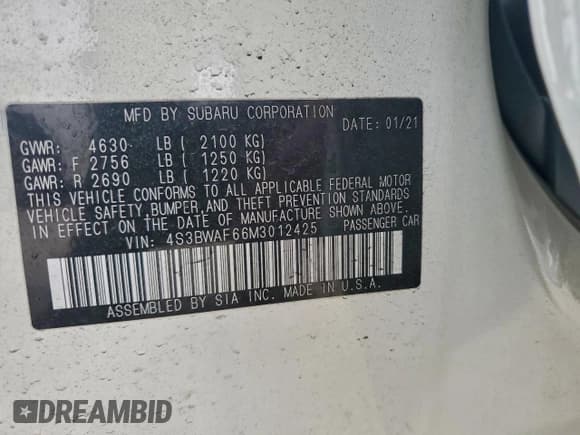 MFD BY SUBARU CORPORATION
DATE: 01/21
GVWR: 4630 LB ( 2100 KG)
GAWR: F 2756 LB ( 1250 KG)
GAWR: R 2690 LB ( 1220 KG)
THIS VEHICLE CONFORMS TO ALL APPLICABLE FEDERAL MOTOR
VEHICLE SAFETY, BUMPER, AND THEFT PREVENTION STANDARDS
IN EFFECT ON THE DATE OF MANUFACTURE SHOWN ABOVE.
VIN: 4S3BWAF66M3012425 PASSENGER CAR
ASSEMBLED BY SIA INC. MADE IN U.S.A.
DREAMBID